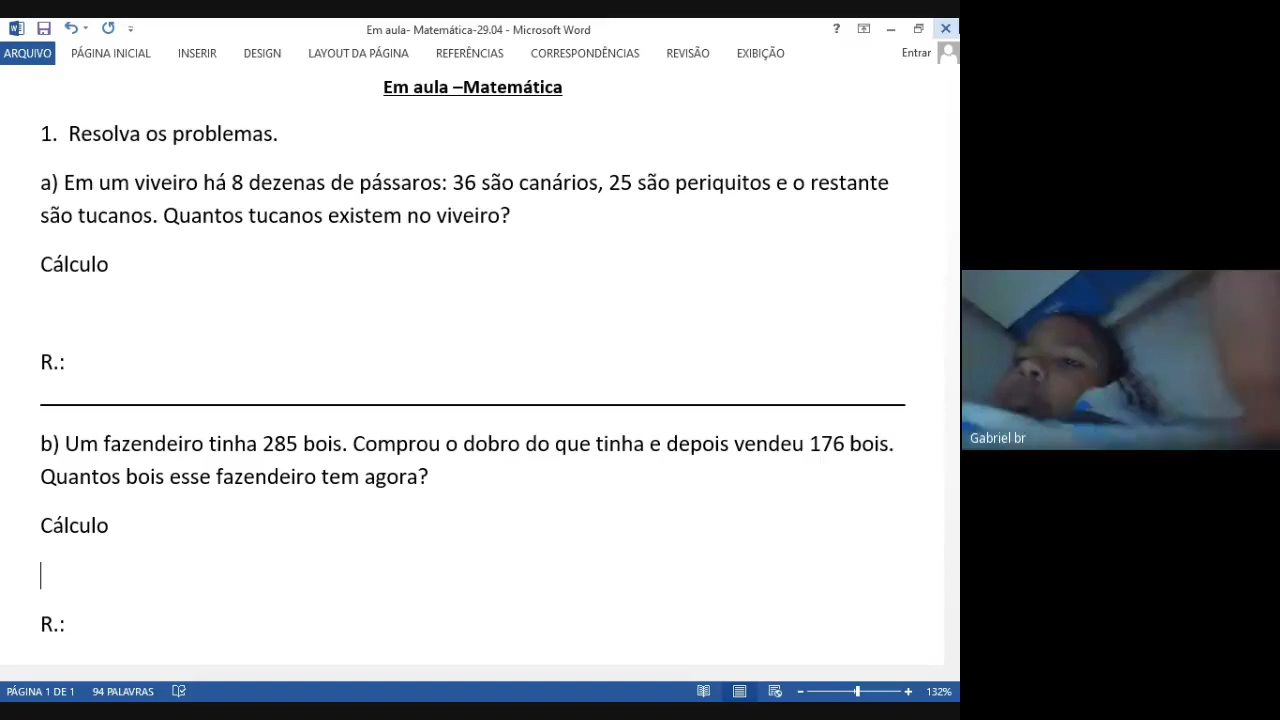 Em aula- Matemática-29.04 - Microsoft Word
?
ARQUIVO PÁGINA INICIAL INSERIR DESIGN LAYOUT DA PÁGINA REFERÊNCIAS CORRESPONDÊNCIAS REVISÃO EXIBIÇÃO Entrar
Em aula –Matemática
1. Resolva os problemas.
a) Em um viveiro há 8 dezenas de pássaros: 36 são canários, 25 são periquitos e o restante
são tucanos. Quantos tucanos existem no viveiro?
Cálculo
R.:
b) Um fazendeiro tinha 285 bois. Comprou o dobro do que tinha e depois vendeu 176 bois.
Quantos bois esse fazendeiro tem agora?
Cálculo
R.:
Gabriel br
PÁGINA 1 DE 1 94 PALAVRAS 132%